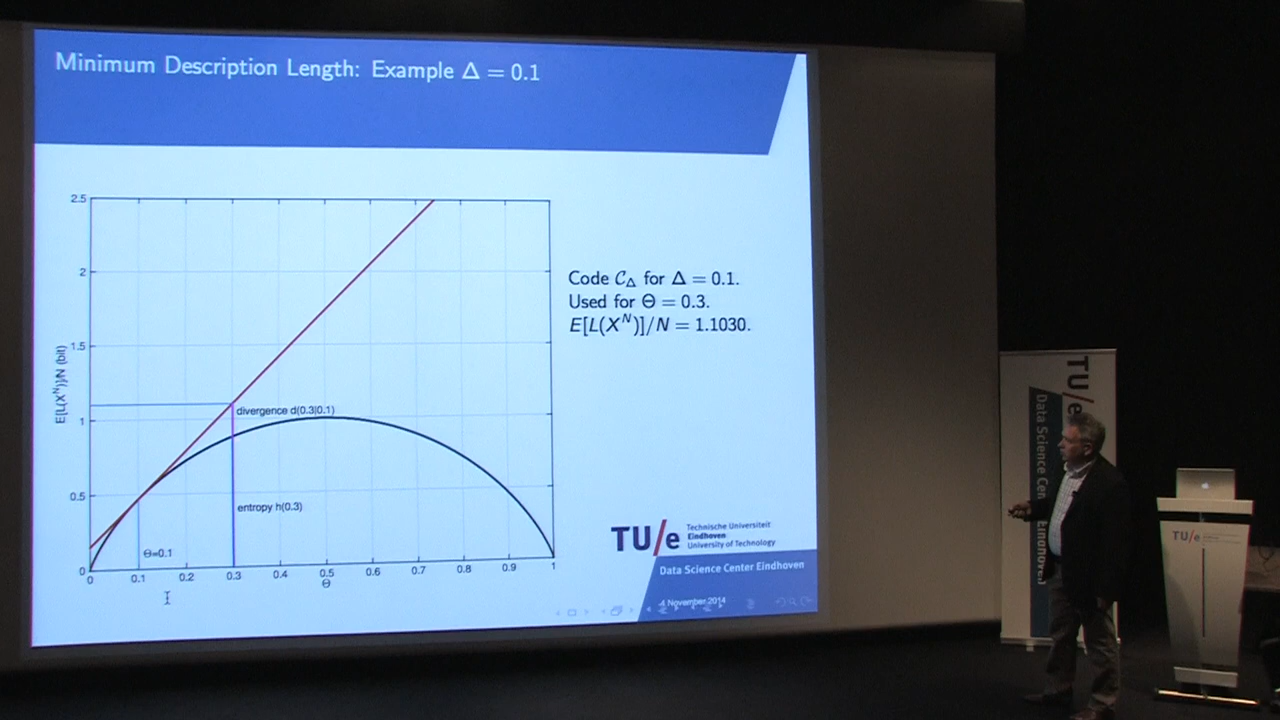 Minimum Description Length: Example Δ = 0.1
2.5
2
1.5
1
0.5
0
E[L(X^N)]/N (bit)
divergence d(0.3|0.1)
entropy h(0.3)
Θ=0.1
0 0.1 0.2 0.3 0.4 0.5 0.6 0.7 0.8 0.9 1
Θ
Code C_Δ for Δ = 0.1.
Used for Θ = 0.3.
E[L(X^N)]/N = 1.1030.
TU/e
Technische Universiteit
Eindhoven
University of Technology
Data Science Center Eindhoven
4 November 2014
TU/e
Data Science Center Eindhoven
TU/e